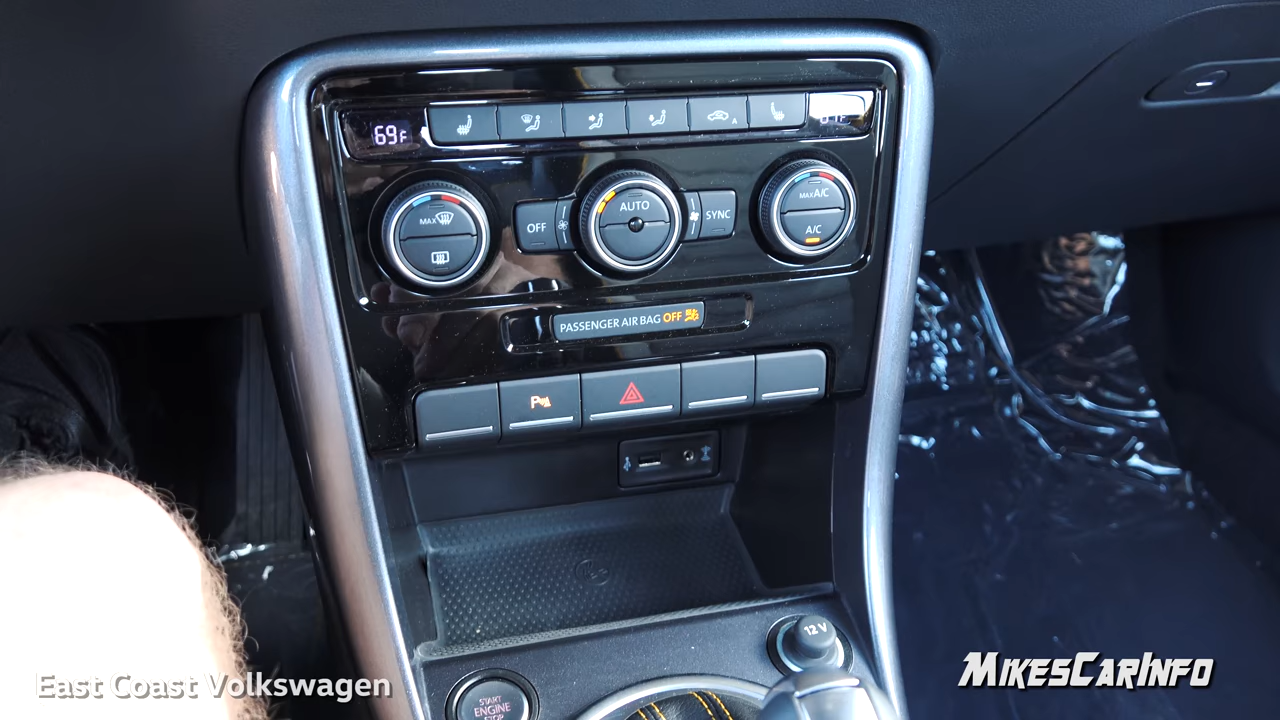 69F
A
MAX
OFF
AUTO
SYNC
MAX A/C
A/C
PASSENGER AIR BAG OFF
P
12 V
START
ENGINE
STOP
East Coast Volkswagen
MikesCarInfo